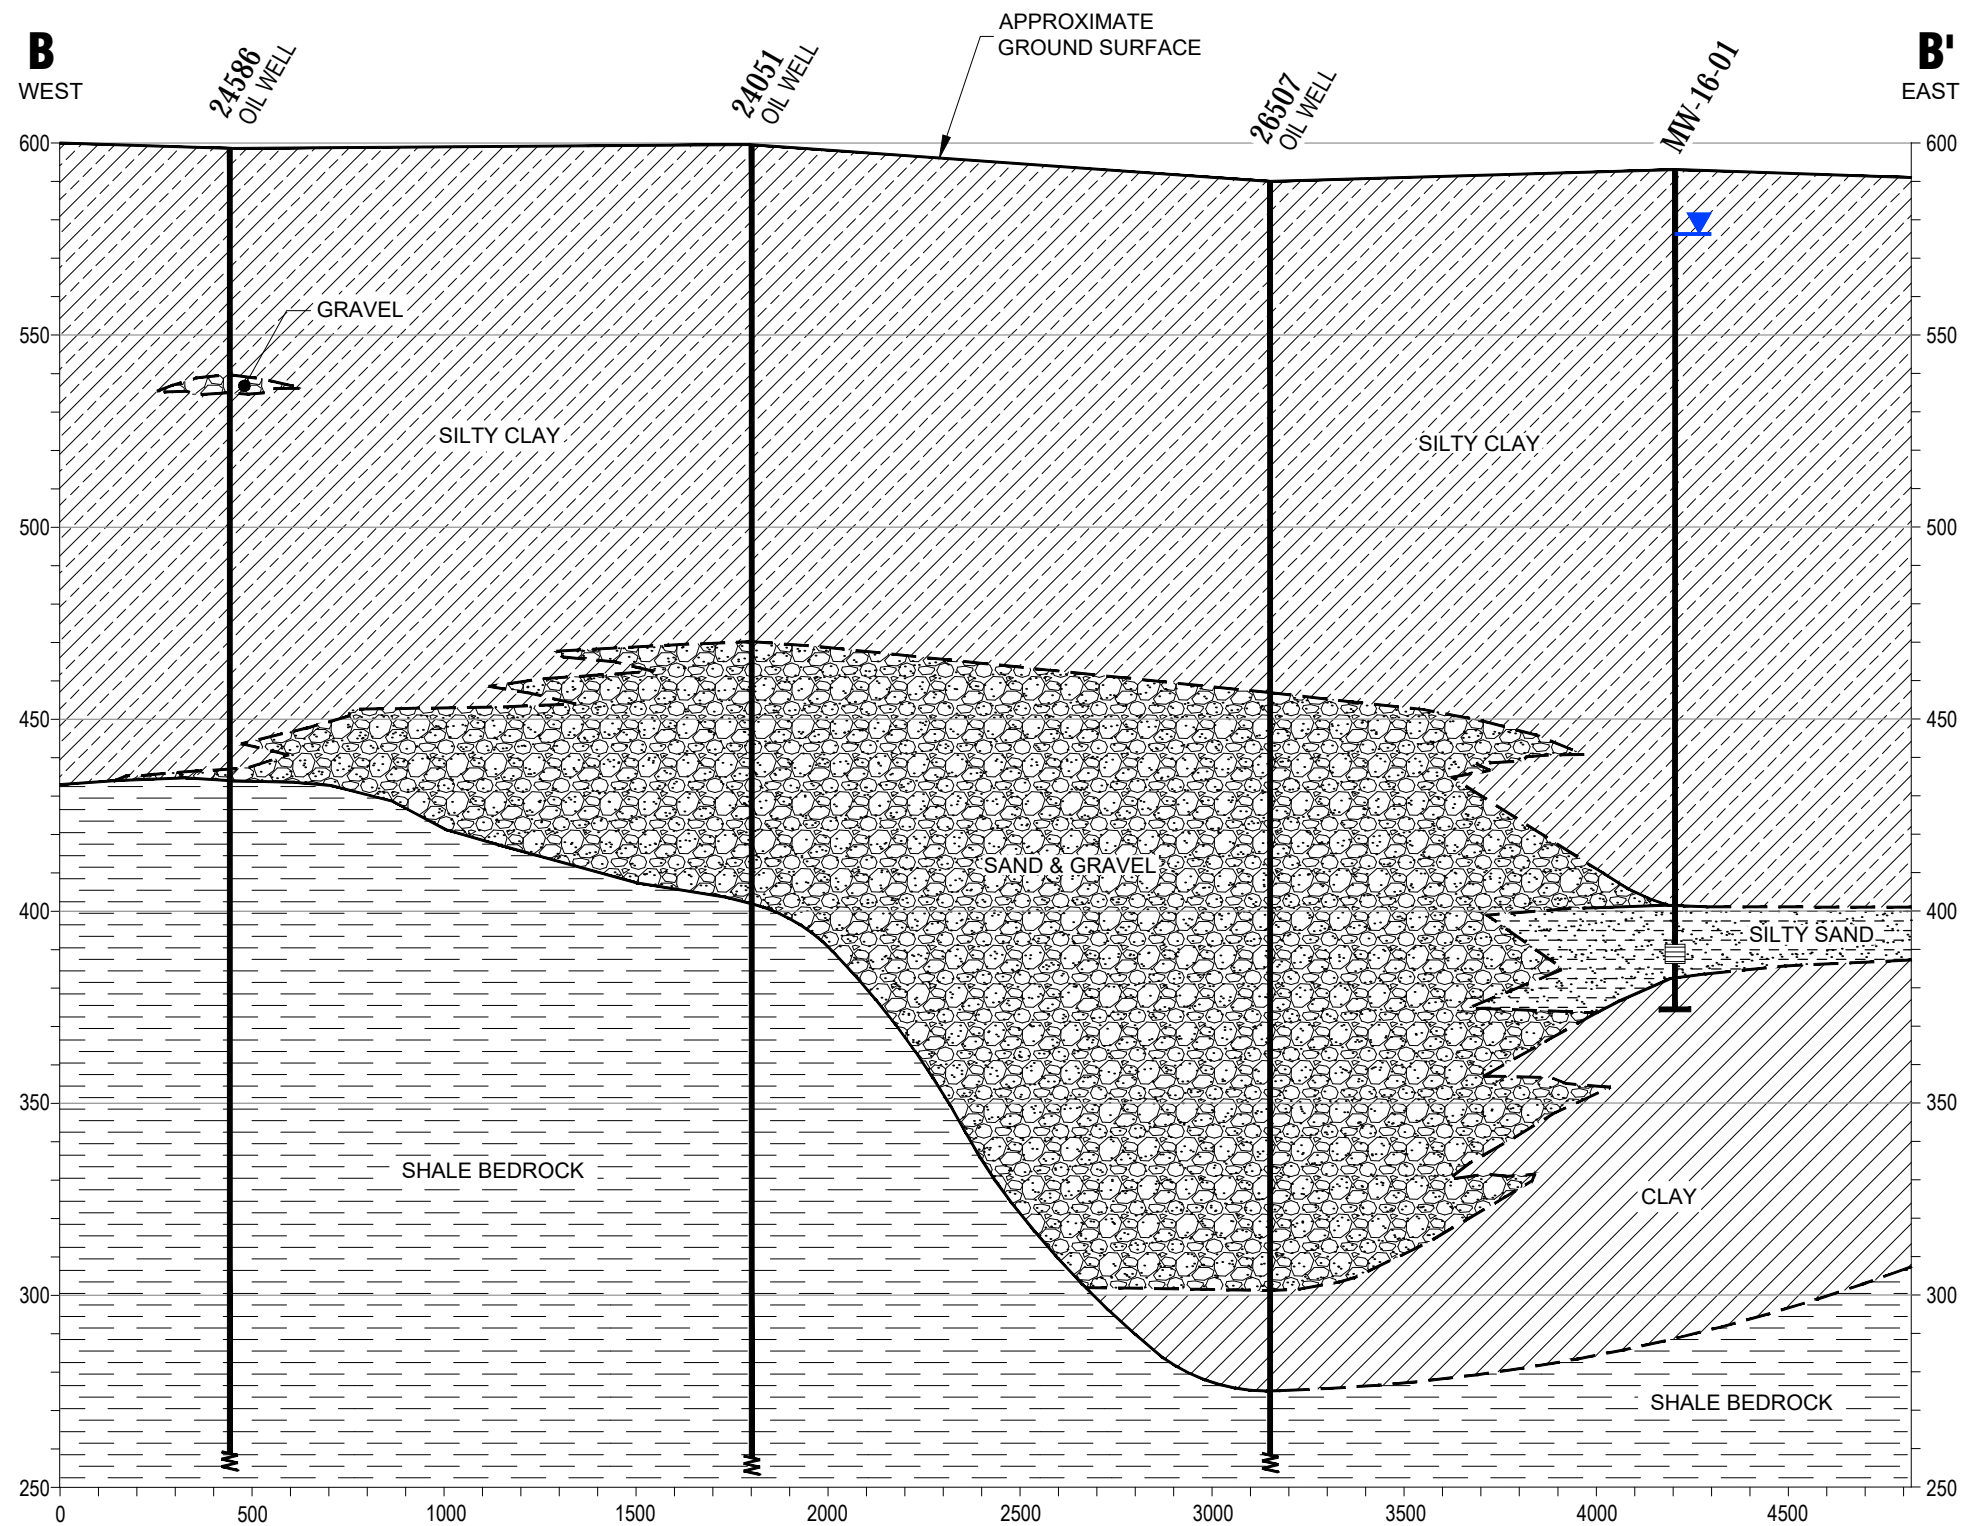 B
WEST
24586
OIL WELL
24051
OIL WELL
APPROXIMATE
GROUND SURFACE
26507
OIL WELL
MW-16-01
B'
EAST
600
600
GRAVEL
550
550
SILTY CLAY
SILTY CLAY
500
500
450
450
SAND & GRAVEL
400
400
SILTY SAND
350
350
SHALE BEDROCK
CLAY
300
300
SHALE BEDROCK
250
250
0
500
1000
1500
2000
2500
3000
3500
4000
4500